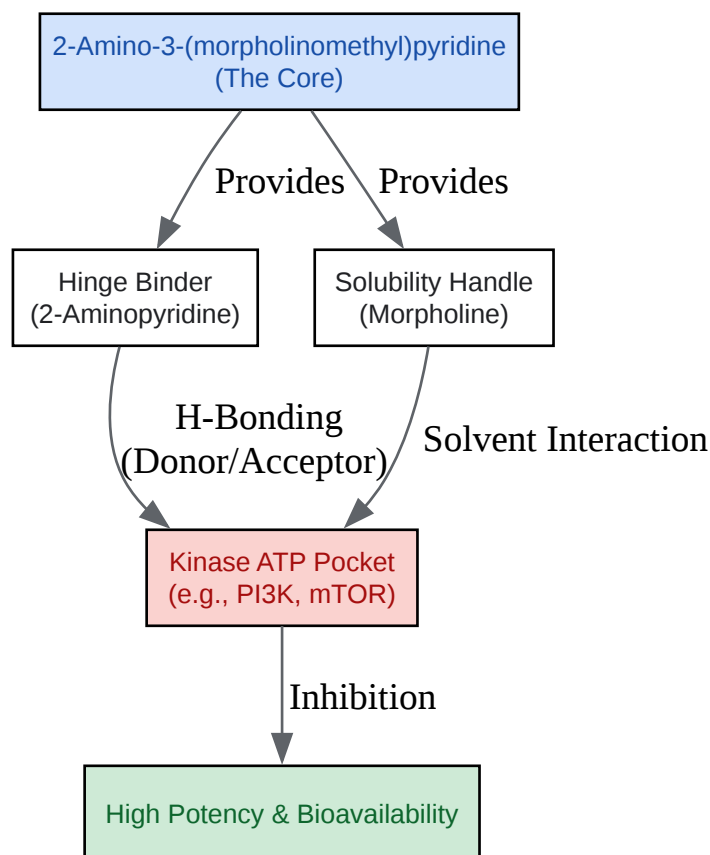 2-Amino-3-(morpholinomethyl)pyridine
(The Core)
Provides
Provides
Hinge Binder
(2-Aminopyridine)
Solubility Handle
(Morpholine)
H-Bonding
(Donor/Acceptor)
Solvent Interaction
Kinase ATP Pocket
(e.g., PI3K, mTOR)
Inhibition
High Potency & Bioavailability